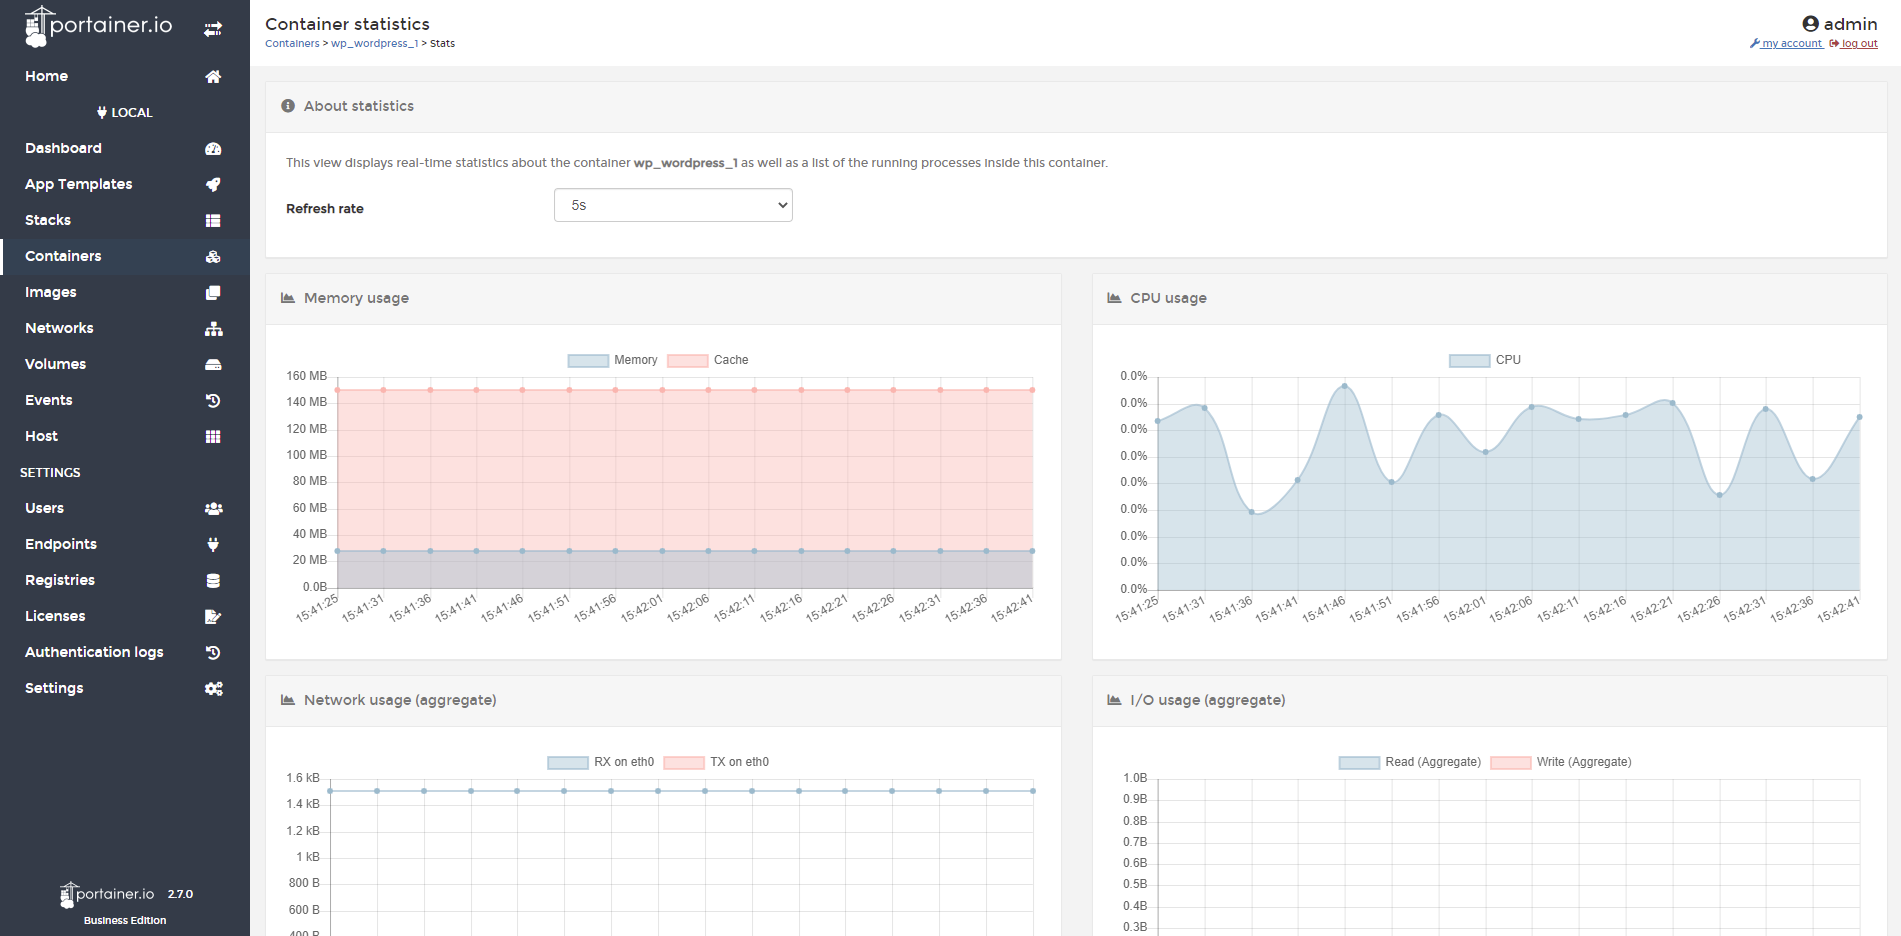 portainer.io
Home
LOCAL
Dashboard
App Templates
Stacks
Containers
Images
Networks
Volumes
Events
Host
SETTINGS
Users
Endpoints
Registries
Licenses
Authentication logs
Settings
portainer.io 2.7.0
Business Edition
Container statistics
Containers > wp_wordpress_1 > Stats
admin
my account log out
About statistics
This view displays real-time statistics about the container wp_wordpress_1 as well as a list of the running processes inside this container.
Refresh rate 5s
Memory usage
Memory Cache
160 MB
140 MB
120 MB
100 MB
80 MB
60 MB
40 MB
20 MB
0.0B
15:41:25 15:41:31 15:41:36 15:41:41 15:41:46 15:41:51 15:41:56 15:42:01 15:42:06 15:42:11 15:42:16 15:42:21 15:42:26 15:42:31 15:42:36 15:42:41
CPU usage
CPU
0.0%
0.0%
0.0%
0.0%
0.0%
0.0%
0.0%
0.0%
0.0%
15:41:25 15:41:31 15:41:36 15:41:41 15:41:46 15:41:51 15:41:56 15:42:01 15:42:06 15:42:11 15:42:16 15:42:21 15:42:26 15:42:31 15:42:36 15:42:41
Network usage (aggregate)
RX on eth0 TX on eth0
1.6 kB
1.4 kB
1.2 kB
1 kB
800 B
600 B
400 B
I/O usage (aggregate)
Read (Aggregate) Write (Aggregate)
1.0B
0.9B
0.8B
0.7B
0.6B
0.5B
0.4B
0.3B